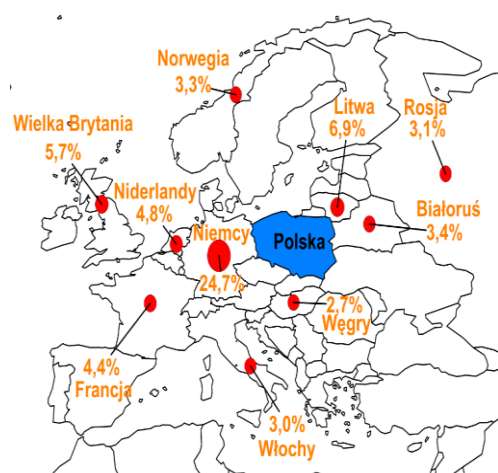 Norwegia
3,3%
Litwa
6,9%
Rosja
3,1%
Wielka Brytania
5,7%
Niderlandy
4,8%
Białoruś
3,4%
Niemcy
24,7%
Polska
2,7%
Węgry
4,4%
Francja
3,0%
Włochy